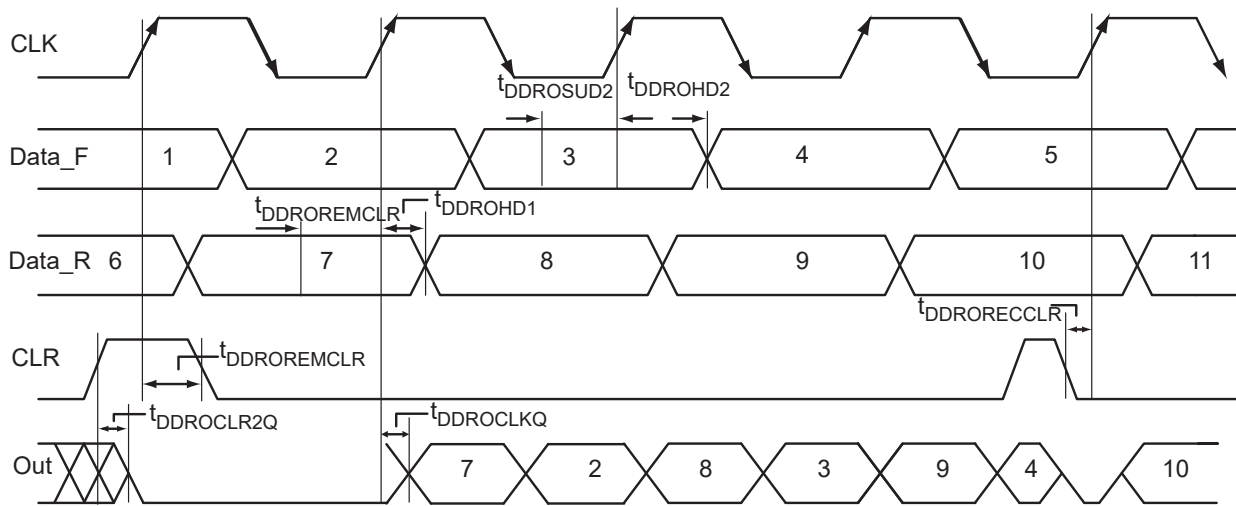 CLK
tDDROSUD2
tDDROHD2
Data_F 1 2 3 4 5
tDDROREMCLR
tDDROHD1
Data_R 6 7 8 9 10 11
tDDRORECCLR
CLR
tDDROREMCLR
tDDROCLR2Q
tDDROCLKQ
Out 7 2 8 3 9 4 10